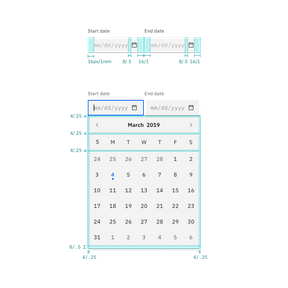 Start date End date
mm/dd/yyyy mm/dd/yyyy
16px/1rem 8/.5 16/1 8/.5 16/1
Start date End date
mm/dd/yyyy mm/dd/yyyy
4/.25
March 2019
4/.25
S M T W T F S
4/.25
24 25 26 27 28 1 2
3 4 5 6 7 8 9
10 11 12 13 14 15 16
17 18 19 20 21 22 23
24 25 26 27 28 29 30
31 1 2 3 4 5 6
8/.5
4/.25 4/.25